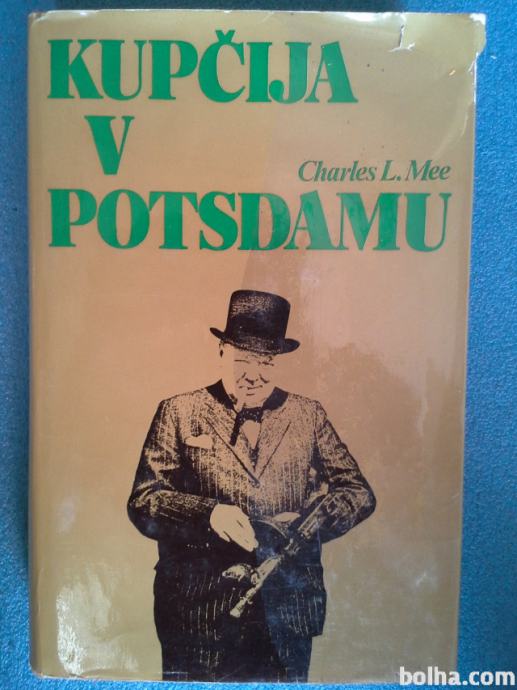 KUPČIJA
V
Charles L. Mee
POTSDAMU
bolha.com